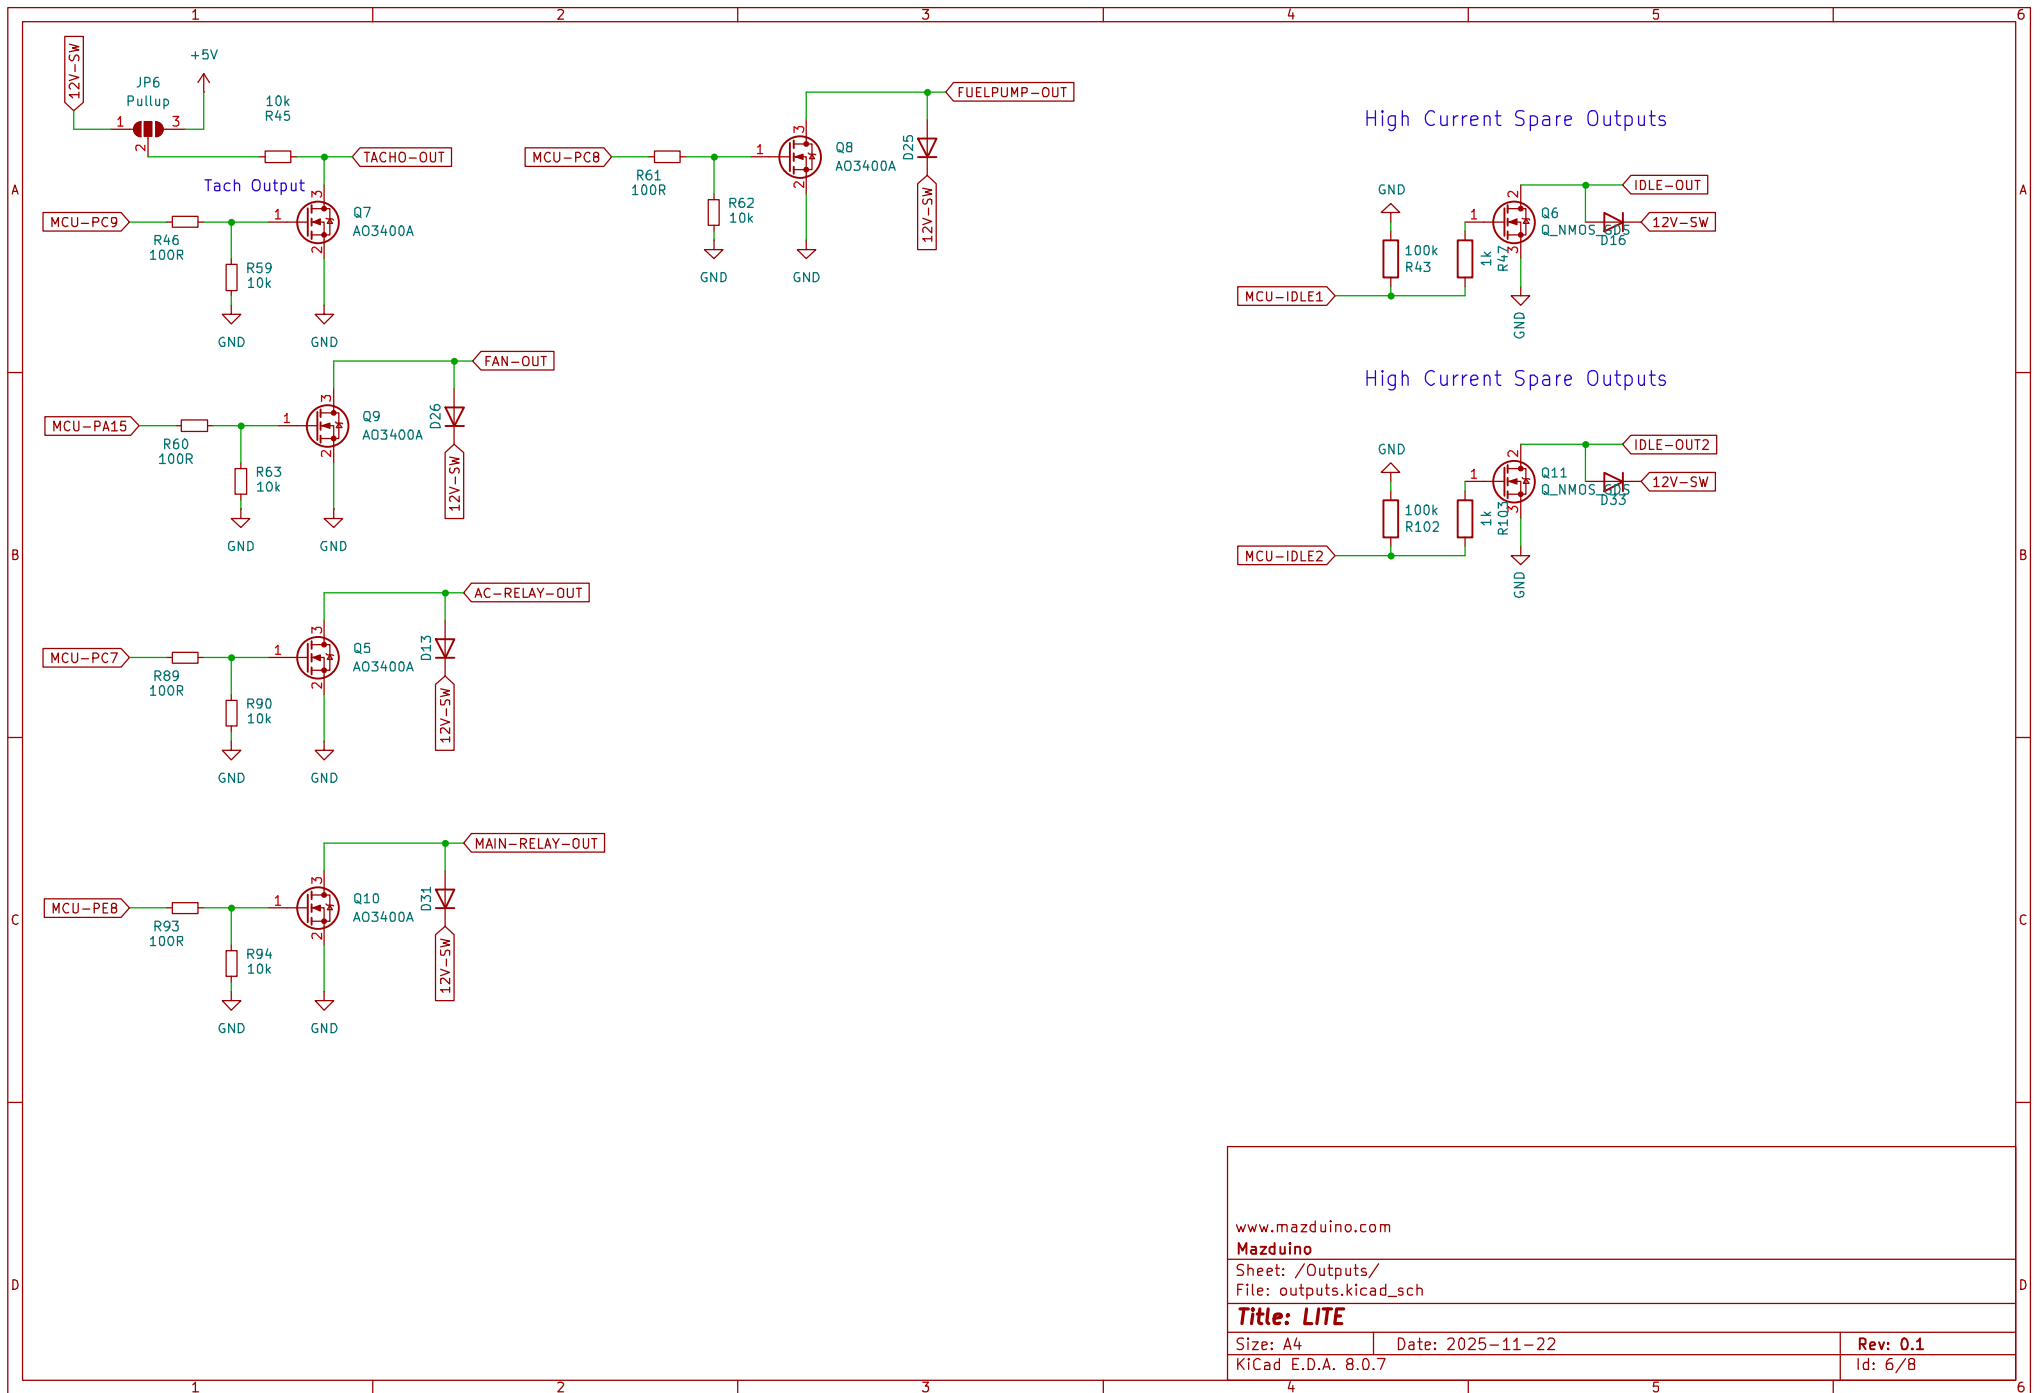 1 2 3 4 5 6
A B C D
A B C D
1 2 3 4 5 6
12V-SW
+5V
JP6
Pullup
1 3
2
10k
R45
TACHO-OUT
Tach Output
MCU-PC9
R46
100R
1
3
2
Q7
AO3400A
R59
10k
GND
GND
MCU-PC8
R61
100R
1
3
2
Q8
AO3400A
R62
10k
GND
GND
FUELPUMP-OUT
D25
12V-SW
FAN-OUT
MCU-PA15
R60
100R
1
3
2
Q9
AO3400A
D26
12V-SW
R63
10k
GND
GND
AC-RELAY-OUT
MCU-PC7
R89
100R
1
3
2
Q5
AO3400A
D13
12V-SW
R90
10k
GND
GND
MAIN-RELAY-OUT
MCU-PE8
R93
100R
1
3
2
Q10
AO3400A
D31
12V-SW
R94
10k
GND
GND
High Current Spare Outputs
GND
IDLE-OUT
1
2
3
Q6
Q_NMOS_GDS
D16
12V-SW
100k
R43
1k
R47
MCU-IDLE1
GND
High Current Spare Outputs
GND
IDLE-OUT2
1
2
3
Q11
Q_NMOS_GDS
D33
12V-SW
100k
R102
1k
R103
MCU-IDLE2
GND
www.mazduino.com
Mazduino
Sheet: /Outputs/
File: outputs.kicad_sch
Title: LITE
Size: A4 Date: 2025-11-22 Rev: 0.1
KiCad E.D.A. 8.0.7 Id: 6/8